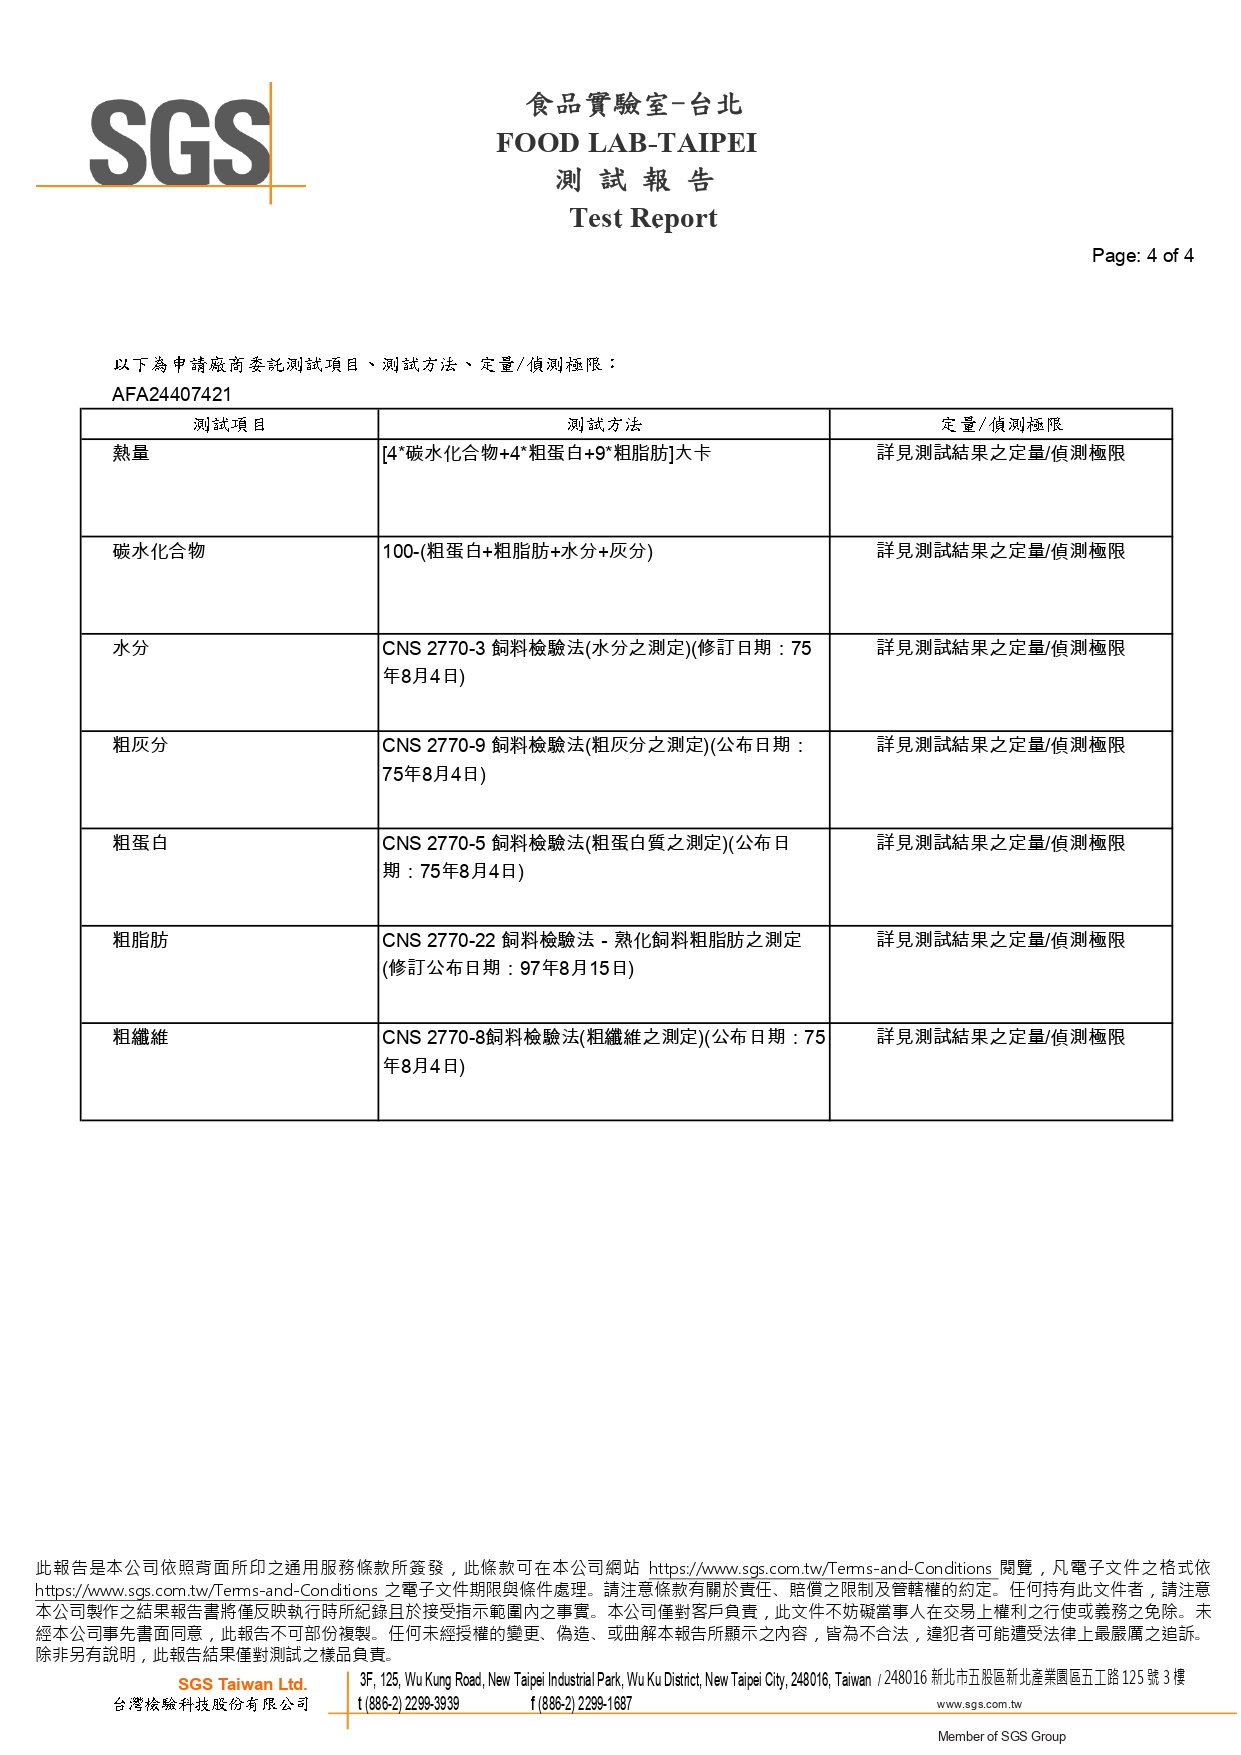 SGS
食品實驗室-台北
FOOD LAB-TAIPEI
測 試 報 告
Test Report
Page: 4 of 4
以下為申請廠商委託測試項目、測試方法、定量/偵測極限：
AFA24407421
測試項目 測試方法 定量/偵測極限
熱量 [4*碳水化合物+4*粗蛋白+9*粗脂肪]大卡 詳見測試結果之定量/偵測極限
碳水化合物 100-(粗蛋白+粗脂肪+水分+灰分) 詳見測試結果之定量/偵測極限
水分 CNS 2770-3 飼料檢驗法(水分之測定)(修訂日期：75 詳見測試結果之定量/偵測極限
年8月4日)
粗灰分 CNS 2770-9 飼料檢驗法(粗灰分之測定)(公布日期： 詳見測試結果之定量/偵測極限
75年8月4日)
粗蛋白 CNS 2770-5 飼料檢驗法(粗蛋白質之測定)(公布日 詳見測試結果之定量/偵測極限
期：75年8月4日)
粗脂肪 CNS 2770-22 飼料檢驗法－熟化飼料粗脂肪之測定 詳見測試結果之定量/偵測極限
(修訂公布日期：97年8月15日)
粗纖維 CNS 2770-8飼料檢驗法(粗纖維之測定)(公布日期：75 詳見測試結果之定量/偵測極限
年8月4日)
此報告是本公司依照背面所印之通用服務條款所簽發，此條款可在本公司網站 https://www.sgs.com.tw/Terms-and-Conditions 閱覽，凡電子文件之格式依
https://www.sgs.com.tw/Terms-and-Conditions 之電子文件期限與條件處理。請注意條款有關於責任、賠償之限制及管轄權的約定。任何持有此文件者，請注意
本公司製作之結果報告書將僅反映執行時所紀錄且於接受指示範圍內之事實。本公司僅對客戶負責，此文件不妨礙當事人在交易上權利之行使或義務之免除。未
經本公司事先書面同意，此報告不可部份複製。任何未經授權的變更、偽造、或曲解本報告所顯示之內容，皆為不合法，違犯者可能遭受法律上最嚴厲之追訴。
除非另有說明，此報告結果僅對測試之樣品負責。
SGS Taiwan Ltd. 3F, 125, Wu Kung Road, New Taipei Industrial Park, Wu Ku District, New Taipei City, 248016, Taiwan / 248016 新北市五股區新北產業園區五工路 125 號 3 樓
台灣檢驗科技股份有限公司 t (886-2) 2299-3939 f (886-2) 2299-1687 www.sgs.com.tw
Member of SGS Group